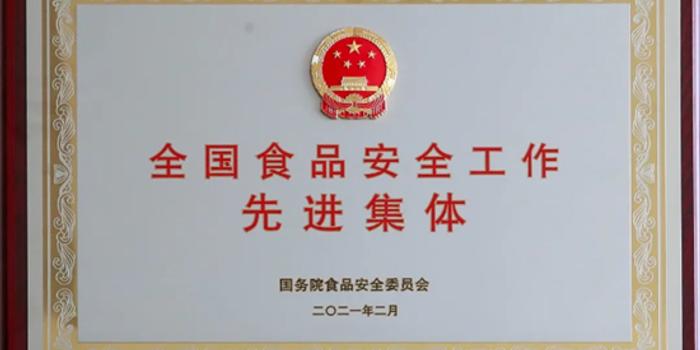 全国食品安全工作
先进集体
国务院食品安全委员会
二〇二一年二月